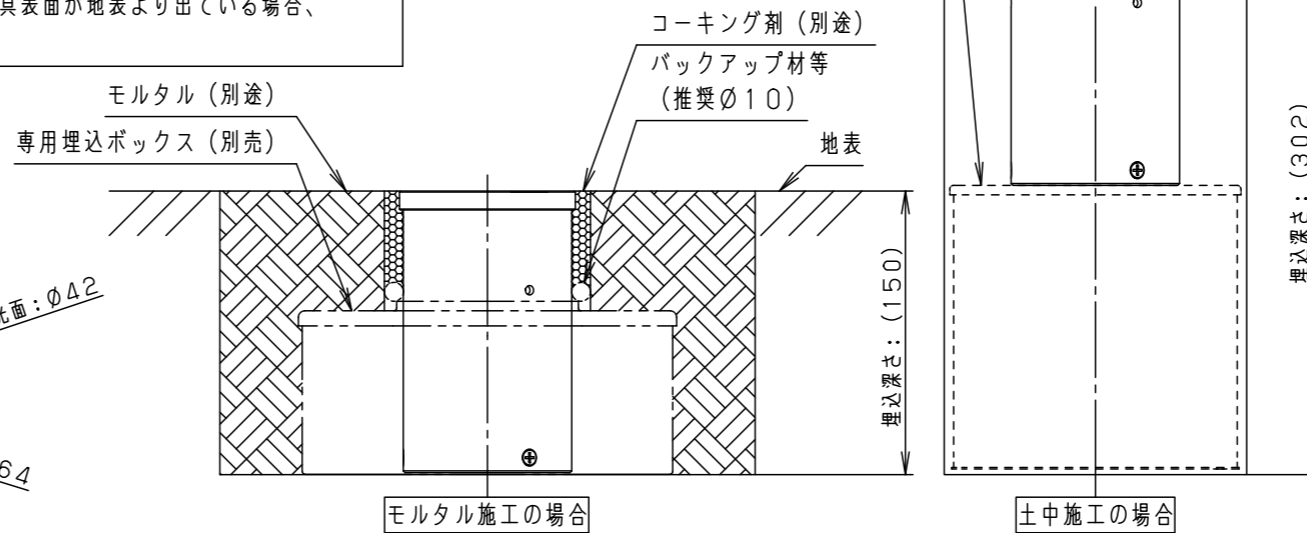 具表面が地表より出ている場合、
コーキング剤（別途）
バックアップ材等
（推奨Ø10）
モルタル（別途）
専用埋込ボックス（別売）
地表
光面：Ø42
64
埋込深さ：（150）
埋込深さ：（302）
モルタル施工の場合
土中施工の場合